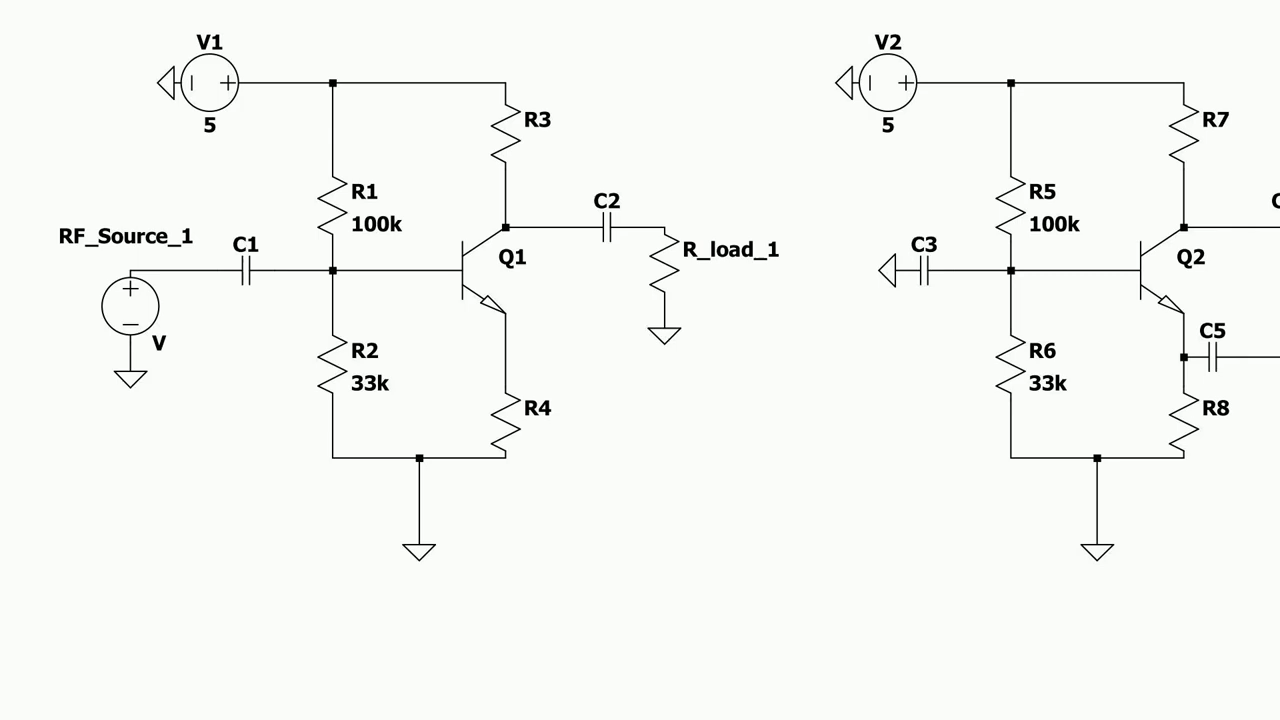 V1
5
R3
R1
100k
C2
RF_Source_1
C1
Q1
R_load_1
V
R2
33k
R4
V2
5
R7
R5
100k
C3
Q2
C5
R6
33k
R8